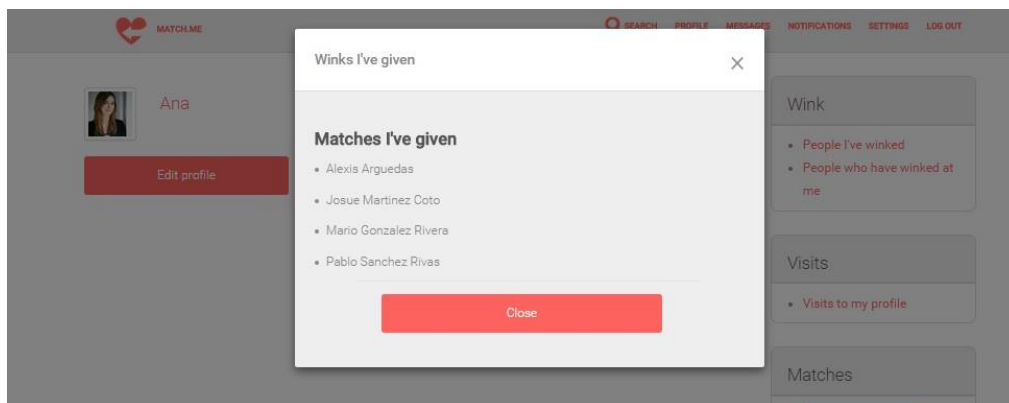 MATCH.ME
SEARCH PROFILE MESSAGES NOTIFICATIONS SETTINGS LOG OUT
Ana
Edit profile
Winks I've given
×
Matches I've given
• Alexis Arguedas
• Josue Martinez Coto
• Mario Gonzalez Rivera
• Pablo Sanchez Rivas
Close
Wink
• People I've winked
• People who have winked at
me
Visits
• Visits to my profile
Matches